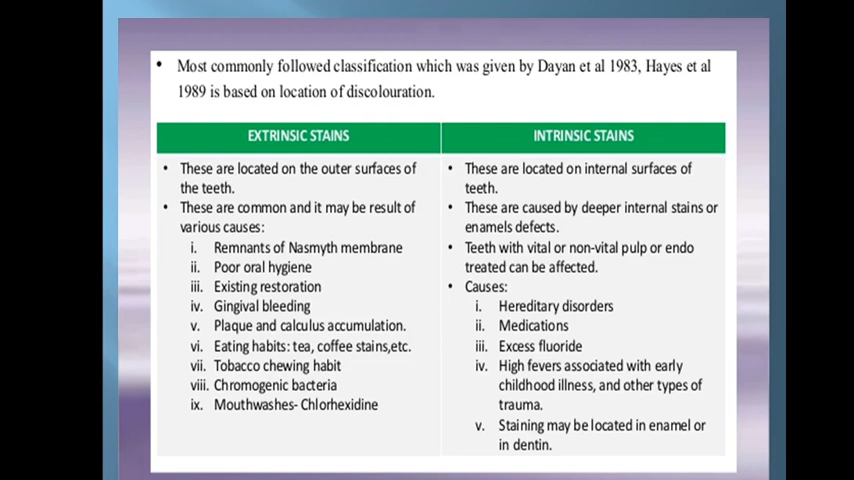 • Most commonly followed classification which was given by Dayan et al 1983, Hayes et al
1989 is based on location of discolouration.
EXTRINSIC STAINS
• These are located on the outer surfaces of
the teeth.
• These are common and it may be result of
various causes:
i. Remnants of Nasmyth membrane
ii. Poor oral hygiene
iii. Existing restoration
iv. Gingival bleeding
v. Plaque and calculus accumulation.
vi. Eating habits: tea, coffee stains,etc.
vii. Tobacco chewing habit
viii. Chromogenic bacteria
ix. Mouthwashes- Chlorhexidine
INTRINSIC STAINS
• These are located on internal surfaces of
teeth.
• These are caused by deeper internal stains or
enamels defects.
• Teeth with vital or non-vital pulp or endo
treated can be affected.
• Causes:
i. Hereditary disorders
ii. Medications
iii. Excess fluoride
iv. High fevers associated with early
childhood illness, and other types of
trauma.
v. Staining may be located in enamel or
in dentin.